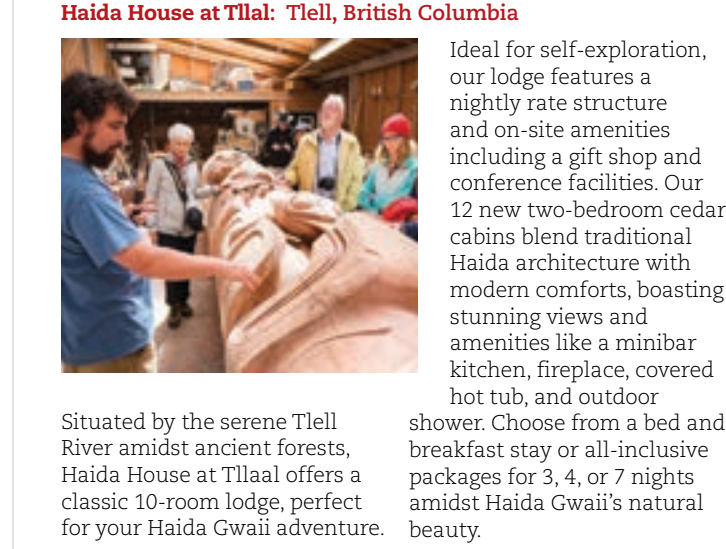 Haida House at Tllal: Tlell, British Columbia
Situated by the serene Tlell
River amidst ancient forests,
Haida House at Tllaal offers a
classic 10-room lodge, perfect
for your Haida Gwaii adventure.
Ideal for self-exploration,
our lodge features a
nightly rate structure
and on-site amenities
including a gift shop and
conference facilities. Our
12 new two-bedroom cedar
cabins blend traditional
Haida architecture with
modern comforts, boasting
stunning views and
amenities like a minibar
kitchen, fireplace, covered
hot tub, and outdoor
shower. Choose from a bed and
breakfast stay or all-inclusive
packages for 3, 4, or 7 nights
amidst Haida Gwaii’s natural
beauty.